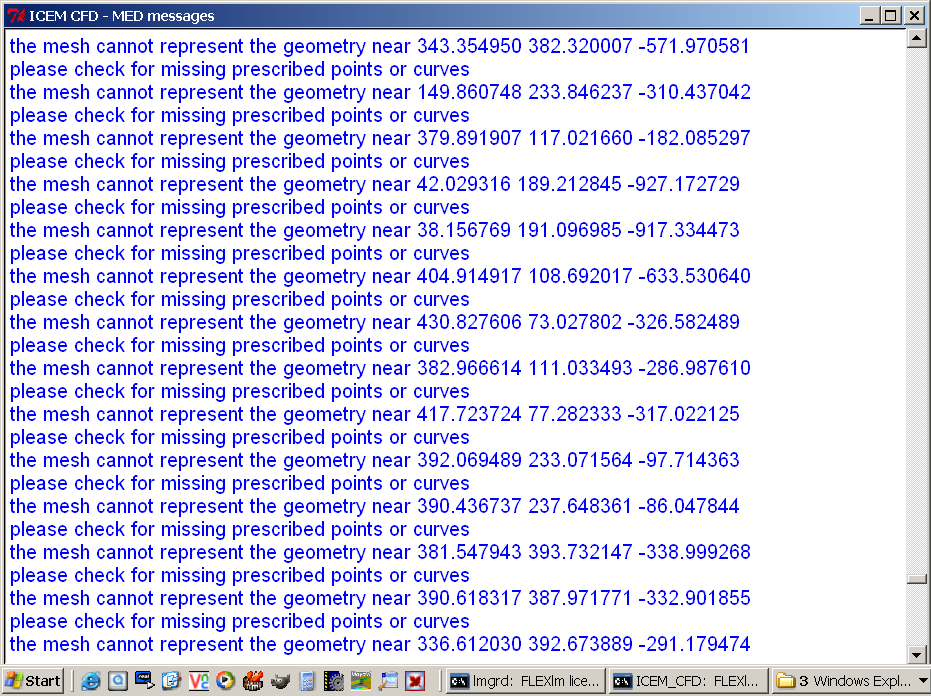 ICEM CFD - MED messages
the mesh cannot represent the geometry near 343.354950 382.320007 -571.970581
please check for missing prescribed points or curves
the mesh cannot represent the geometry near 149.860748 233.846237 -310.437042
please check for missing prescribed points or curves
the mesh cannot represent the geometry near 379.891907 117.021660 -182.085297
please check for missing prescribed points or curves
the mesh cannot represent the geometry near 42.029316 189.212845 -927.172729
please check for missing prescribed points or curves
the mesh cannot represent the geometry near 38.156769 191.096985 -917.334473
please check for missing prescribed points or curves
the mesh cannot represent the geometry near 404.914917 108.692017 -633.530640
please check for missing prescribed points or curves
the mesh cannot represent the geometry near 430.827606 73.027802 -326.582489
please check for missing prescribed points or curves
the mesh cannot represent the geometry near 382.966614 111.033493 -286.987610
please check for missing prescribed points or curves
the mesh cannot represent the geometry near 417.723724 77.282333 -317.022125
please check for missing prescribed points or curves
the mesh cannot represent the geometry near 392.069489 233.071564 -97.714363
please check for missing prescribed points or curves
the mesh cannot represent the geometry near 390.436737 237.648361 -86.047844
please check for missing prescribed points or curves
the mesh cannot represent the geometry near 381.547943 393.732147 -338.999268
please check for missing prescribed points or curves
the mesh cannot represent the geometry near 390.618317 387.971771 -332.901855
please check for missing prescribed points or curves
the mesh cannot represent the geometry near 336.612030 392.673889 -291.179474
Start lmgrd: FLEXlm lice... ICEM_CFD: FLEXl... 3 Windows Expl...